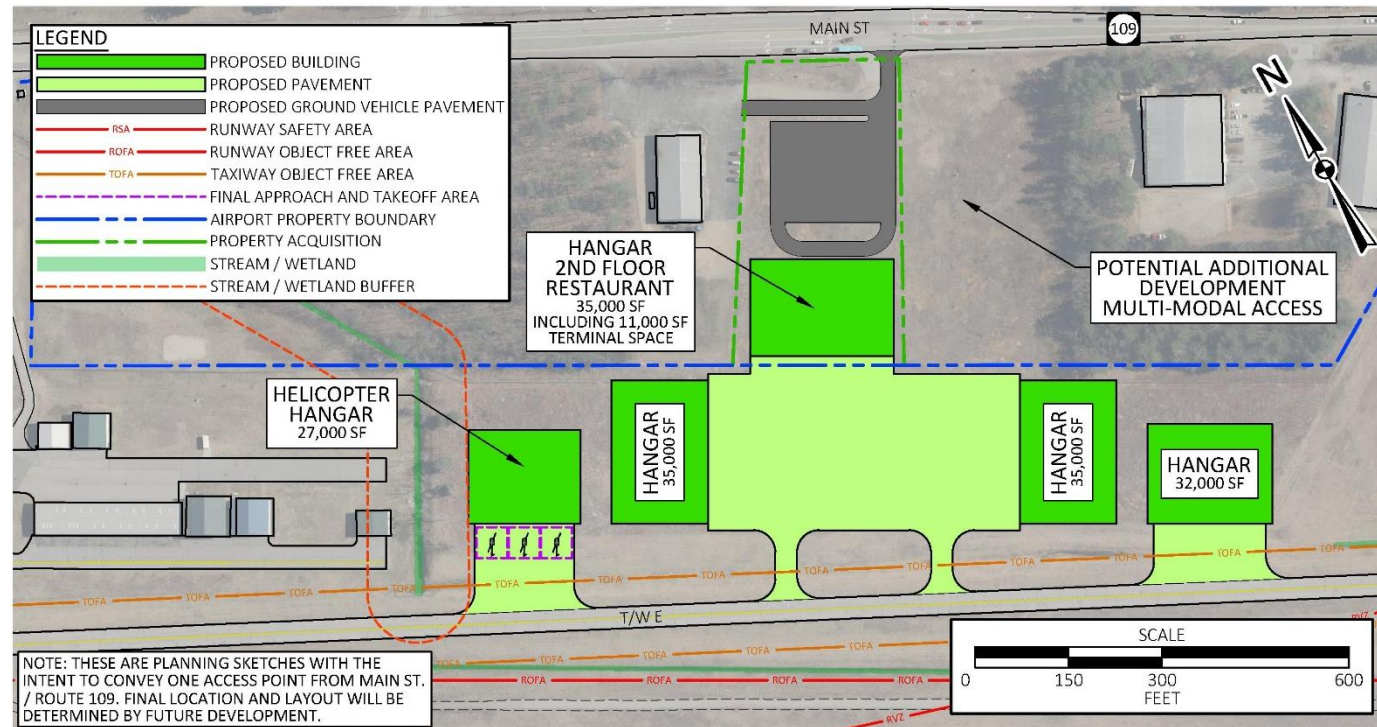 LEGEND
PROPOSED BUILDING
PROPOSED PAVEMENT
PROPOSED GROUND VEHICLE PAVEMENT
RSA
RUNWAY SAFETY AREA
ROFA
RUNWAY OBJECT FREE AREA
TOFA
TAXIWAY OBJECT FREE AREA
FINAL APPROACH AND TAKEOFF AREA
AIRPORT PROPERTY BOUNDARY
PROPERTY ACQUISITION
STREAM / WETLAND
STREAM / WETLAND BUFFER
MAIN ST
109
N
HANGAR
2ND FLOOR
RESTAURANT
35,000 SF
INCLUDING 11,000 SF
TERMINAL SPACE
POTENTIAL ADDITIONAL
DEVELOPMENT
MULTI-MODAL ACCESS
HELICOPTER
HANGAR
27,000 SF
HANGAR
35,000 SF
HANGAR
35,000 SF
HANGAR
32,000 SF
TOFA
TOFA
TOFA
TOFA
TOFA
TOFA
TOFA
TOFA
TOFA
TOFA
TOFA
T/W E
TOFA
TOFA
TOFA
TOFA
TOFA
ROFA
ROFA
ROFA
ROFA
RVZ
RVZ
NOTE: THESE ARE PLANNING SKETCHES WITH THE
INTENT TO CONVEY ONE ACCESS POINT FROM MAIN ST.
/ ROUTE 109. FINAL LOCATION AND LAYOUT WILL BE
DETERMINED BY FUTURE DEVELOPMENT.
SCALE
0 150 300 600
FEET